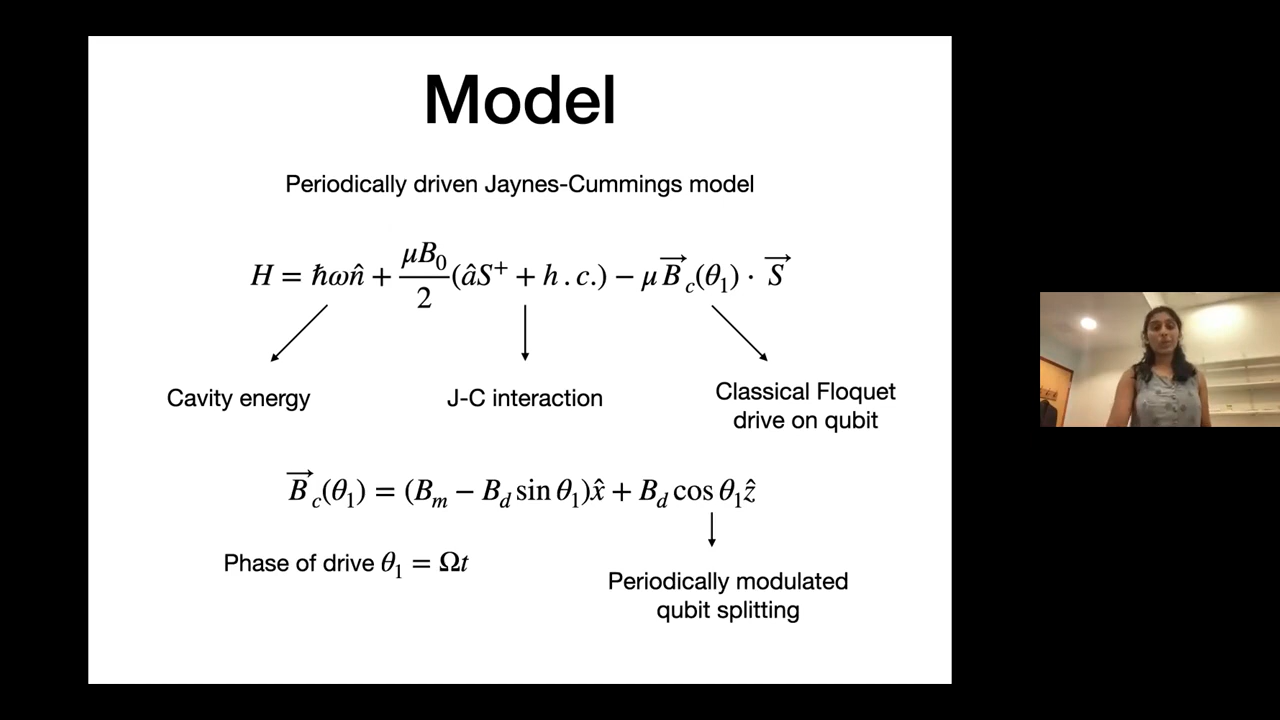 Model
Periodically driven Jaynes-Cummings model
H = ħωn̂ + μB₀/2 (âS⁺ + h.c.) − μB⃗_c(θ₁) · S⃗
Cavity energy
J-C interaction
Classical Floquet
drive on qubit
B⃗_c(θ₁) = (B_m − B_d sin θ₁)x̂ + B_d cos θ₁ẑ
Phase of drive θ₁ = Ωt
Periodically modulated
qubit splitting